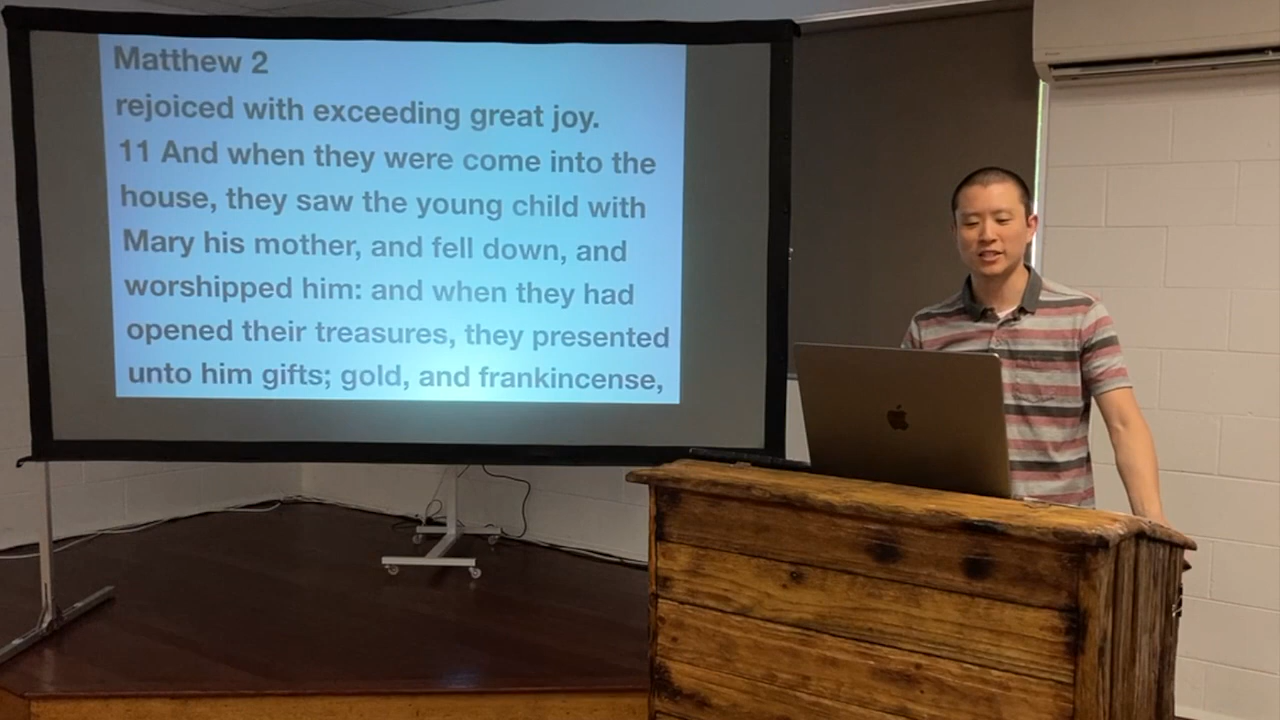 Matthew 2
rejoiced with exceeding great joy.
11 And when they were come into the
house, they saw the young child with
Mary his mother, and fell down, and
worshipped him: and when they had
opened their treasures, they presented
unto him gifts; gold, and frankincense,